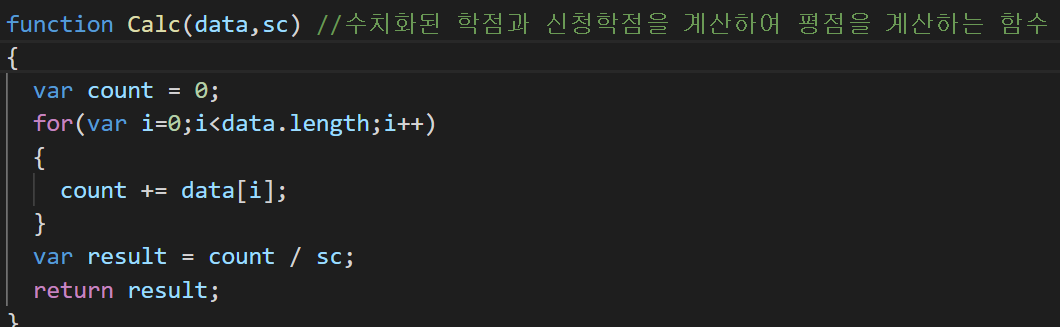 function Calc(data,sc) //수치화된 학점과 신청학점을 계산하여 평점을 계산하는 함수
{
var count = 0;
for(var i=0;i<data.length;i++)
{
count += data[i];
}
var result = count / sc;
return result;
}